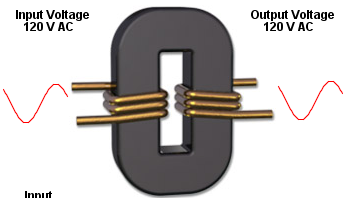 Input Voltage
120 V AC
Output Voltage
120 V AC
Input